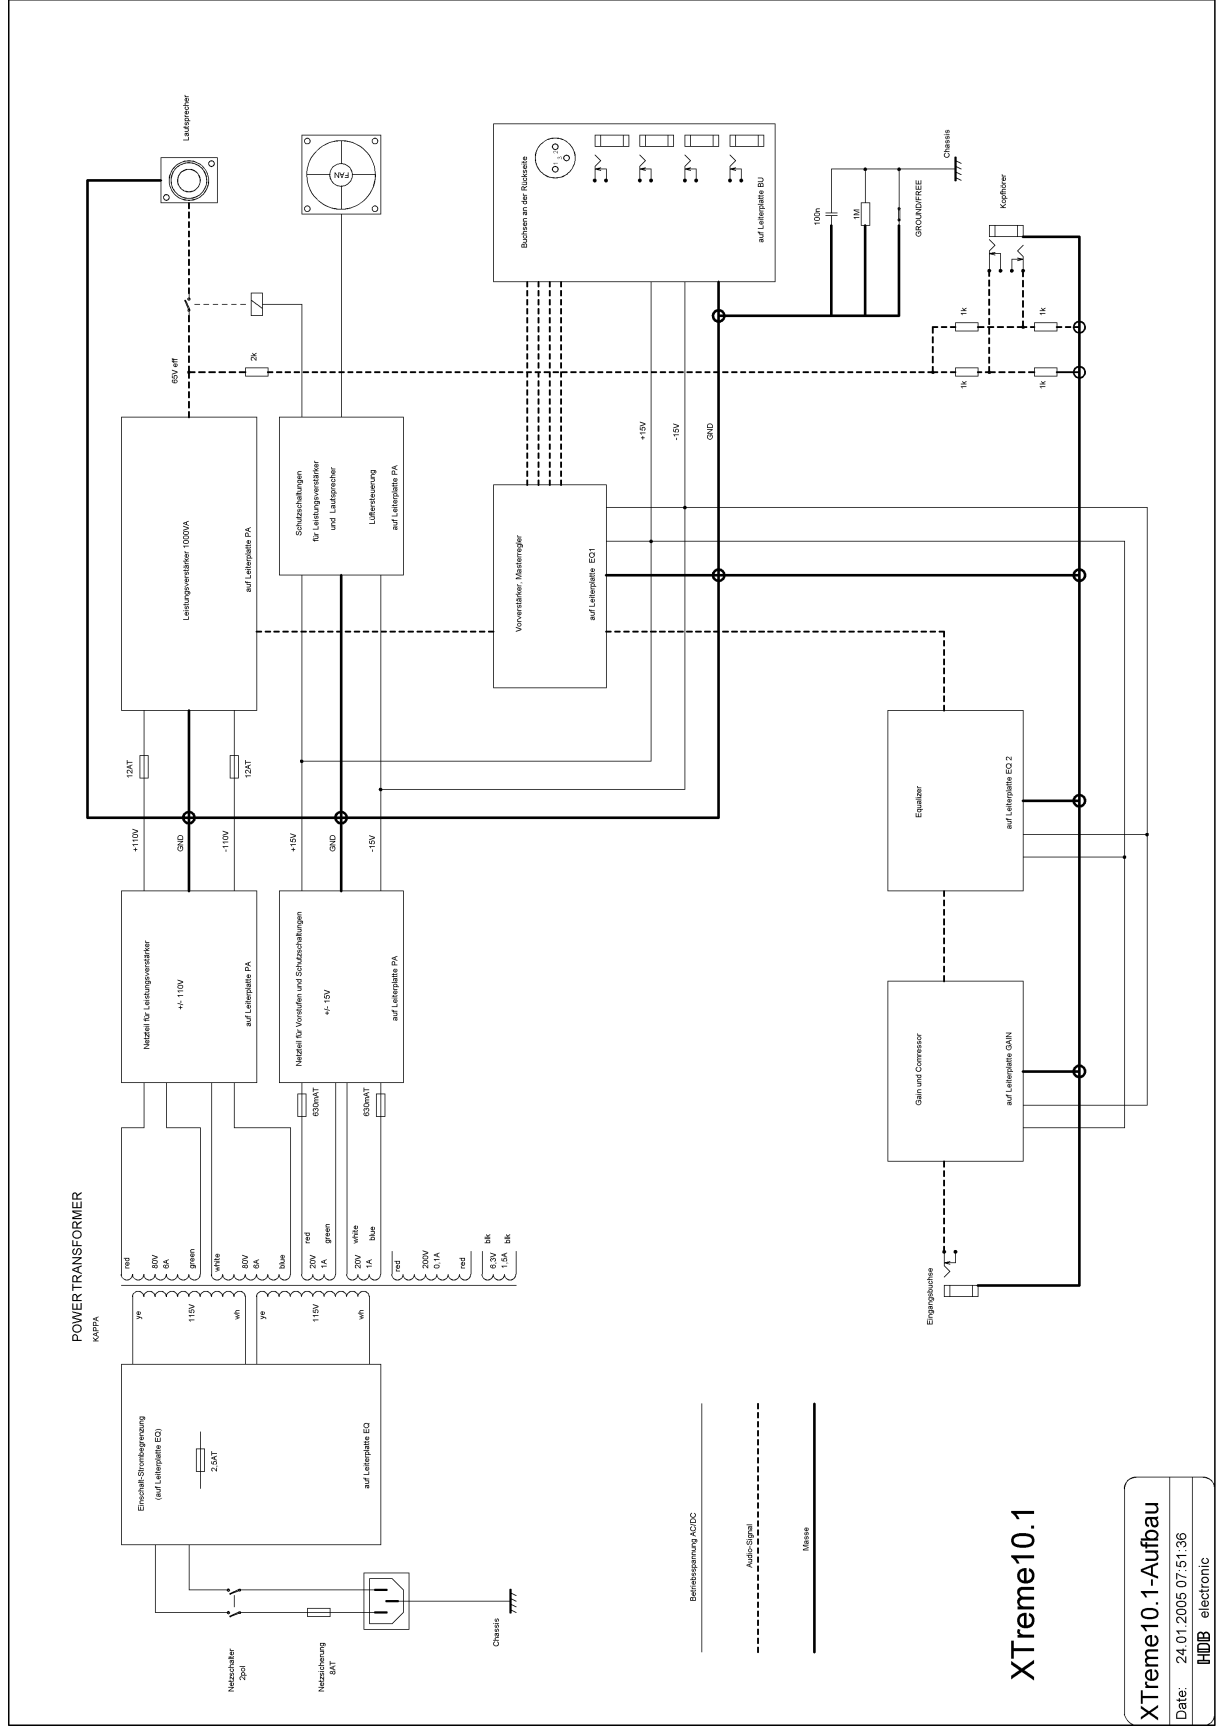 POWER TRANSFORMER
KAPPA
Netzschalter
2pol
Netzsicherung
8AT
Chassis
Einschalt-Strombegrenzung
(auf Leiterplatte EQ)
2.5AT
auf Leiterplatte EQ
ye
115V
wh
ye
115V
wh
red
80V
6A
green
white
80V
6A
blue
red
20V
1A
green
white
20V
1A
blue
red
200V
0,1A
red
blk
6,3V
1,5A
blk
630mAT
630mAT
Netzteil für Leistungsverstärker
+/- 110V
auf Leiterplatte PA
Netzteil für Vorstufen und Schutzschaltungen
+/- 15V
auf Leiterplatte PA
+110V
GND
-110V
+15V
GND
-15V
12AT
12AT
Leistungsverstärker 1000VA
auf Leiterplatte PA
Schutzschaltungen
für Leistungsverstärker
und Lautsprecher
Lüftersteuerung
auf Leiterplatte PA
65V eff
2k
Lautsprecher
FAN
Vorverstärker, Masterregler
auf Leiterplatte EQ1
+15V
-15V
GND
Buchsen an der Rückseite
1
2
3
auf Leiterplatte BU
100n
1M
GROUND/FREE
Chassis
Kopfhörer
1k
1k
1k
1k
Eingangsbuchse
Gain und Comressor
auf Leiterplatte GAIN
Equalizer
auf Leiterplatte EQ 2
Betriebsspannung AC/DC
Audio-Signal
Masse
XTreme10.1
XTreme10.1-Aufbau
Date: 24.01.2005 07:51:36
HDB electronic